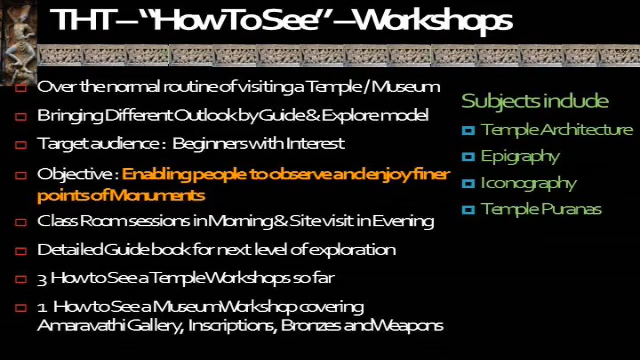 THT – "How To See" – Workshops
Over the normal routine of visiting a Temple / Museum
Bringing Different Outlook by Guide & Explore model
Target audience : Beginners with Interest
Objective : Enabling people to observe and enjoy finer
points of Monuments
Class Room sessions in Morning & Site visit in Evening
Detailed Guide book for next level of exploration
3 How to See a Temple Workshops so far
1 How to See a Museum Workshop covering
Amaravathi Gallery, Inscriptions, Bronzes and Weapons
Subjects include
Temple Architecture
Epigraphy
Iconography
Temple Puranas